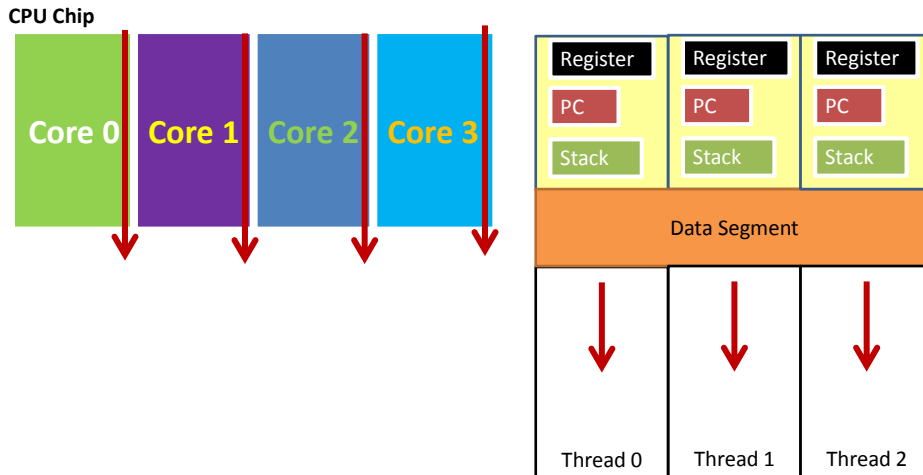 CPU Chip
Core 0
Core 1
Core 2
Core 3
Register
Register
Register
PC
PC
PC
Stack
Stack
Stack
Data Segment
Thread 0
Thread 1
Thread 2